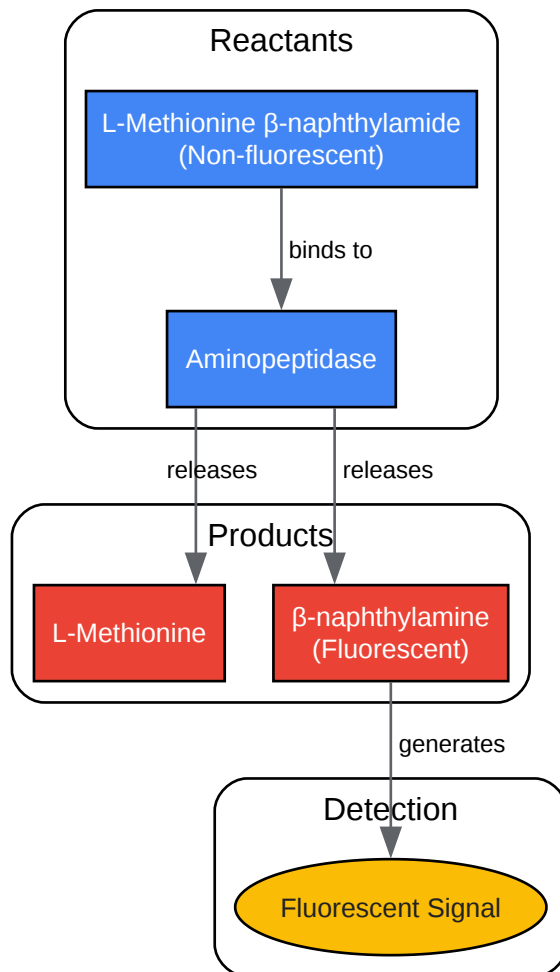 Reactants
L-Methionine β-naphthylamide
(Non-fluorescent)
binds to
Aminopeptidase
releases
releases
Products
L-Methionine
β-naphthylamine
(Fluorescent)
generates
Detection
Fluorescent Signal